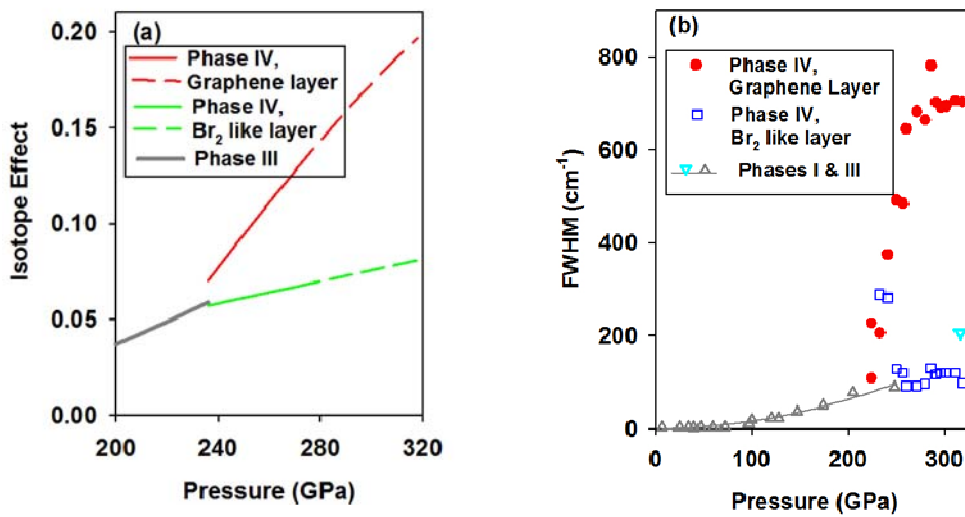 (a)
0.20
0.15
0.10
0.05
0.00
Isotope Effect
Phase IV,
Graphene layer
Phase IV,
Br₂ like layer
Phase III
200 240 280 320
Pressure (GPa)
(b)
800
600
400
200
0
FWHM (cm⁻¹)
Phase IV,
Graphene Layer
Phase IV,
Br₂ like layer
Phases I & III
0 100 200 300
Pressure (GPa)